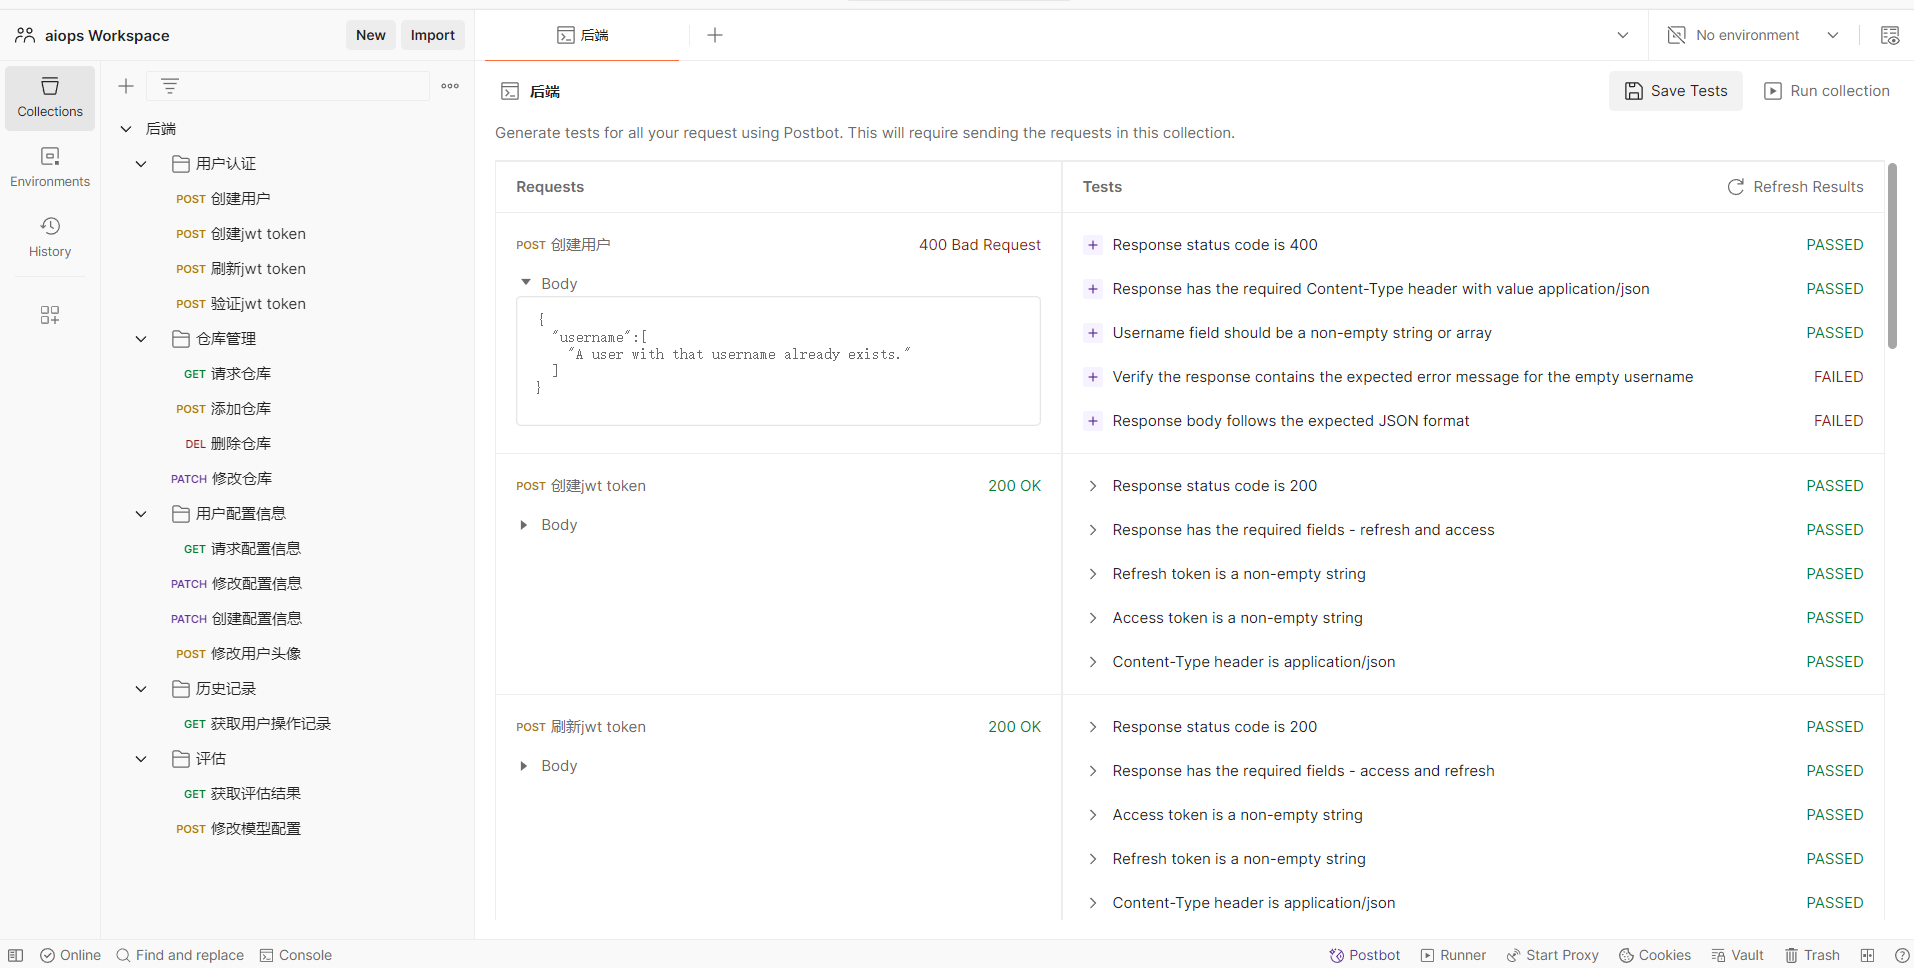 aiops Workspace
New
Import
后端
No environment
Collections
Environments
History
后端
用户认证
POST 创建用户
POST 创建jwt token
POST 刷新jwt token
POST 验证jwt token
仓库管理
GET 请求仓库
POST 添加仓库
DEL 删除仓库
PATCH 修改仓库
用户配置信息
GET 请求配置信息
PATCH 修改配置信息
PATCH 创建配置信息
POST 修改用户头像
历史记录
GET 获取用户操作记录
评估
GET 获取评估结果
POST 修改模型配置
后端
Save Tests
Run collection
Generate tests for all your request using Postbot. This will require sending the requests in this collection.
Requests
Tests
Refresh Results
POST 创建用户
400 Bad Request
Body
{
"username":[
"A user with that username already exists."
]
}
Response status code is 400 PASSED
Response has the required Content-Type header with value application/json PASSED
Username field should be a non-empty string or array PASSED
Verify the response contains the expected error message for the empty username FAILED
Response body follows the expected JSON format FAILED
POST 创建jwt token
200 OK
Body
Response status code is 200 PASSED
Response has the required fields - refresh and access PASSED
Refresh token is a non-empty string PASSED
Access token is a non-empty string PASSED
Content-Type header is application/json PASSED
POST 刷新jwt token
200 OK
Body
Response status code is 200 PASSED
Response has the required fields - access and refresh PASSED
Access token is a non-empty string PASSED
Refresh token is a non-empty string PASSED
Content-Type header is application/json PASSED
Online
Find and replace
Console
Postbot
Runner
Start Proxy
Cookies
Vault
Trash